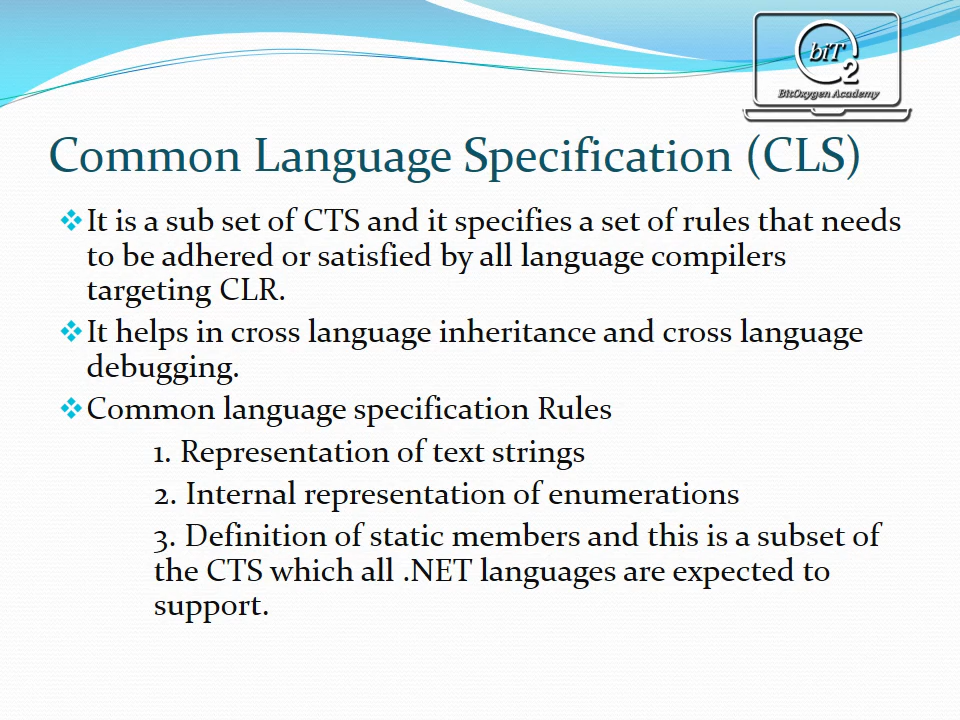 biT
2
BitOxygen Academy
Common Language Specification (CLS)
❖It is a sub set of CTS and it specifies a set of rules that needs
to be adhered or satisfied by all language compilers
targeting CLR.
❖It helps in cross language inheritance and cross language
debugging.
❖Common language specification Rules
1. Representation of text strings
2. Internal representation of enumerations
3. Definition of static members and this is a subset of
the CTS which all .NET languages are expected to
support.